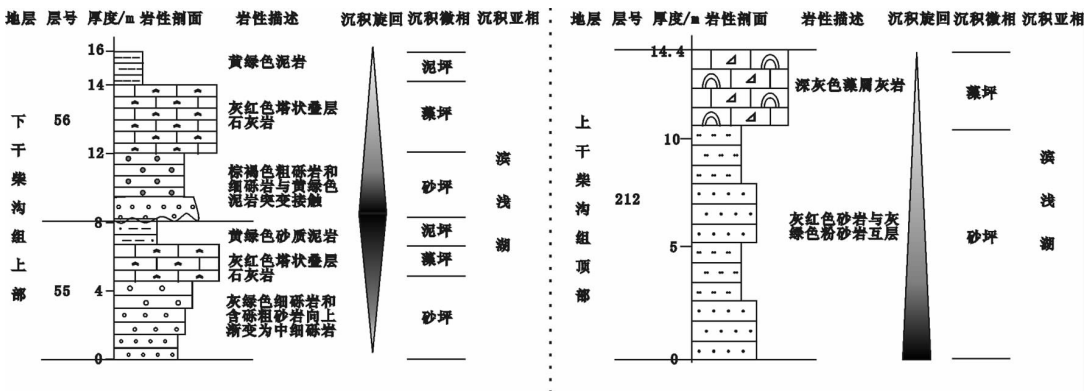 地层 层号 厚度/m 岩性剖面 岩性描述 沉积旋回 沉积微相 沉积亚相
16
黄绿色泥岩
泥坪
14
下干柴沟组上部
56
灰红色塔状叠层
石灰岩
藻坪
12
棕褐色粗砾岩和
细砾岩与黄绿色
泥岩突变接触
砂坪
滨浅湖
8
黄绿色砂质泥岩
泥坪
灰红色塔状叠层
石灰岩
藻坪
55
4
灰绿色细砾岩和
含砾粗砂岩向上
渐变为中细砾岩
砂坪
0
地层 层号 厚度/m 岩性剖面 岩性描述 沉积旋回 沉积微相 沉积亚相
14.4
深灰色藻屑灰岩
藻坪
上干柴沟组顶部
10
212
滨浅湖
灰红色砂岩与灰
绿色粉砂岩互层
砂坪
5
0